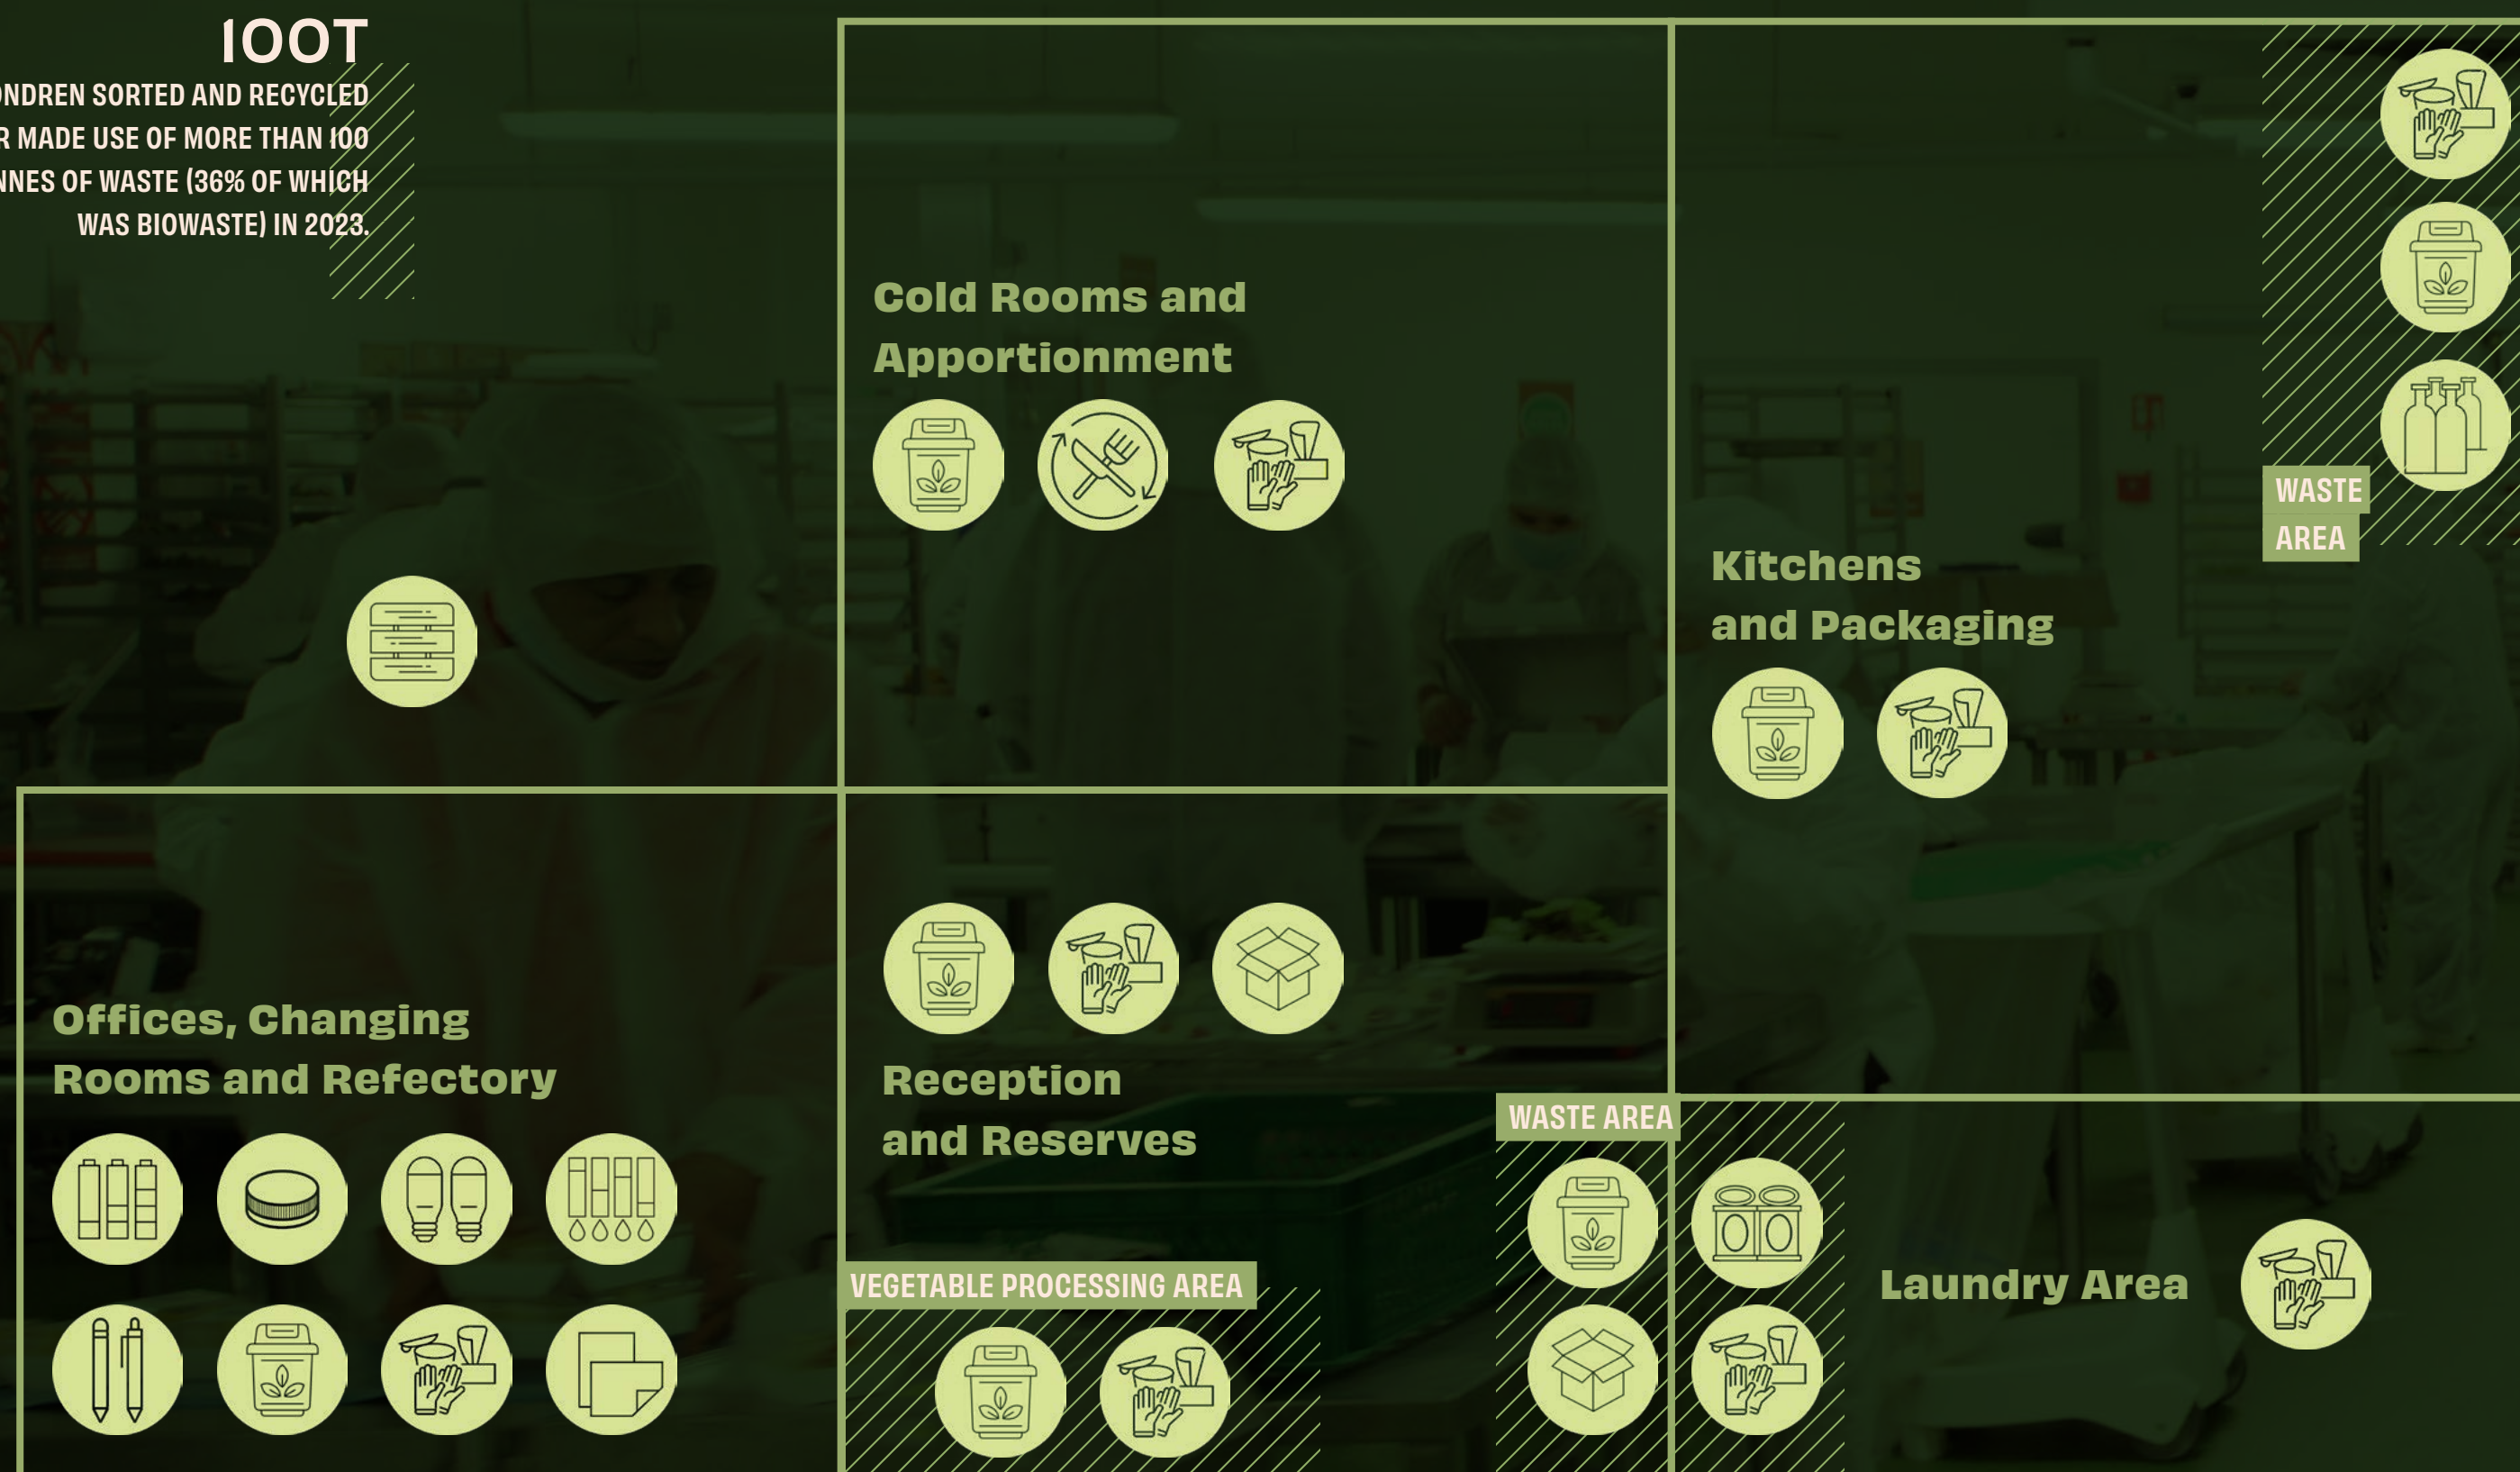 100T
SORTED AND RECYCLED
MADE USE OF MORE THAN 100
OF WASTE (36% OF WHICH
WAS BIOWASTE) IN 2023.
Cold Rooms and
Apportionment
WASTE
AREA
Kitchens
and Packaging
Offices, Changing
Rooms and Refectory
Reception
and Reserves
WASTE AREA
VEGETABLE PROCESSING AREA
Laundry Area